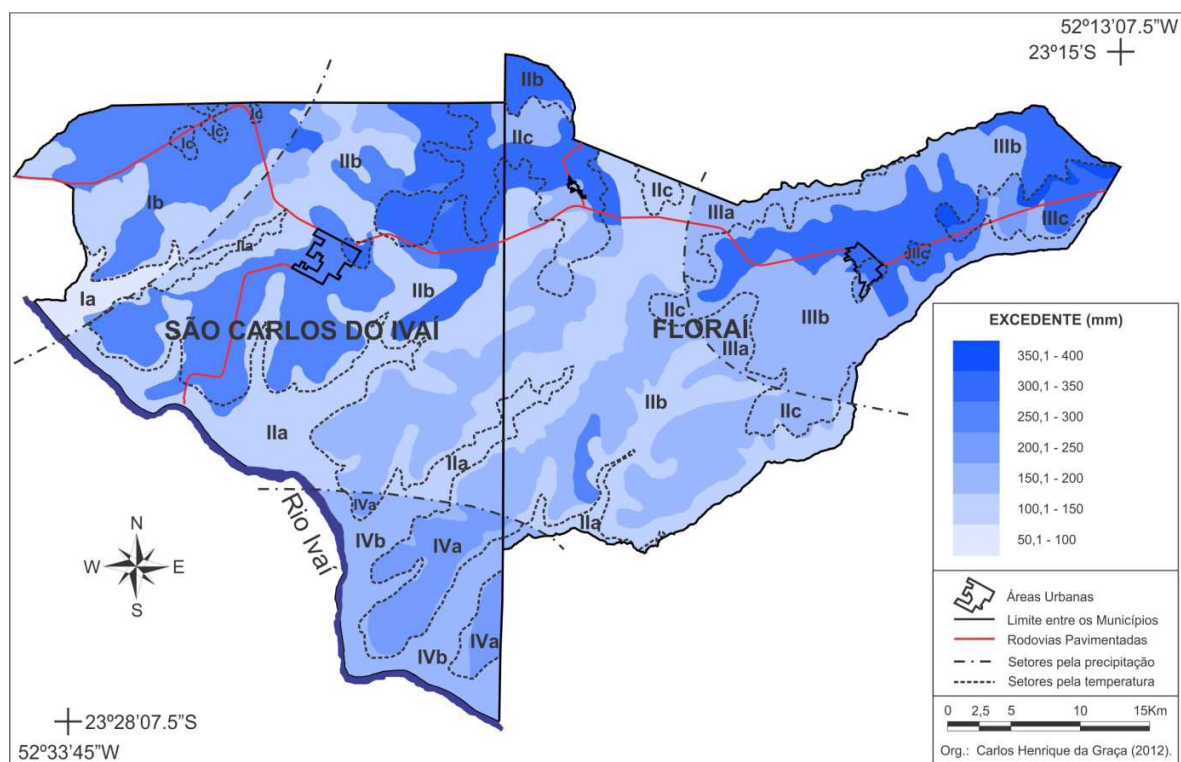 52º13'07.5”W
23º15'S
IIb
Ic
Ic
Ic
IIc
IIb
IIIb
Ib
IIc
IIIa
IIIc
IIa
IIIc
Ia
IIb
IIc
SÃO CARLOS DO IVAÍ
FLORAÍ
IIIb
IIIa
IIb
IIc
IIa
IIa
IVa
IIa
Rio Ivaí
IVb
IVa
IVa
IVb
N
W E
S
23º28'07.5”S
52º33'45”W
EXCEDENTE (mm)
350,1 - 400
300,1 - 350
250,1 - 300
200,1 - 250
150,1 - 200
100,1 - 150
50,1 - 100
Áreas Urbanas
Limite entre os Municípios
Rodovias Pavimentadas
Setores pela precipitação
Setores pela temperatura
0 2,5 5 10 15Km
Org.: Carlos Henrique da Graça (2012).